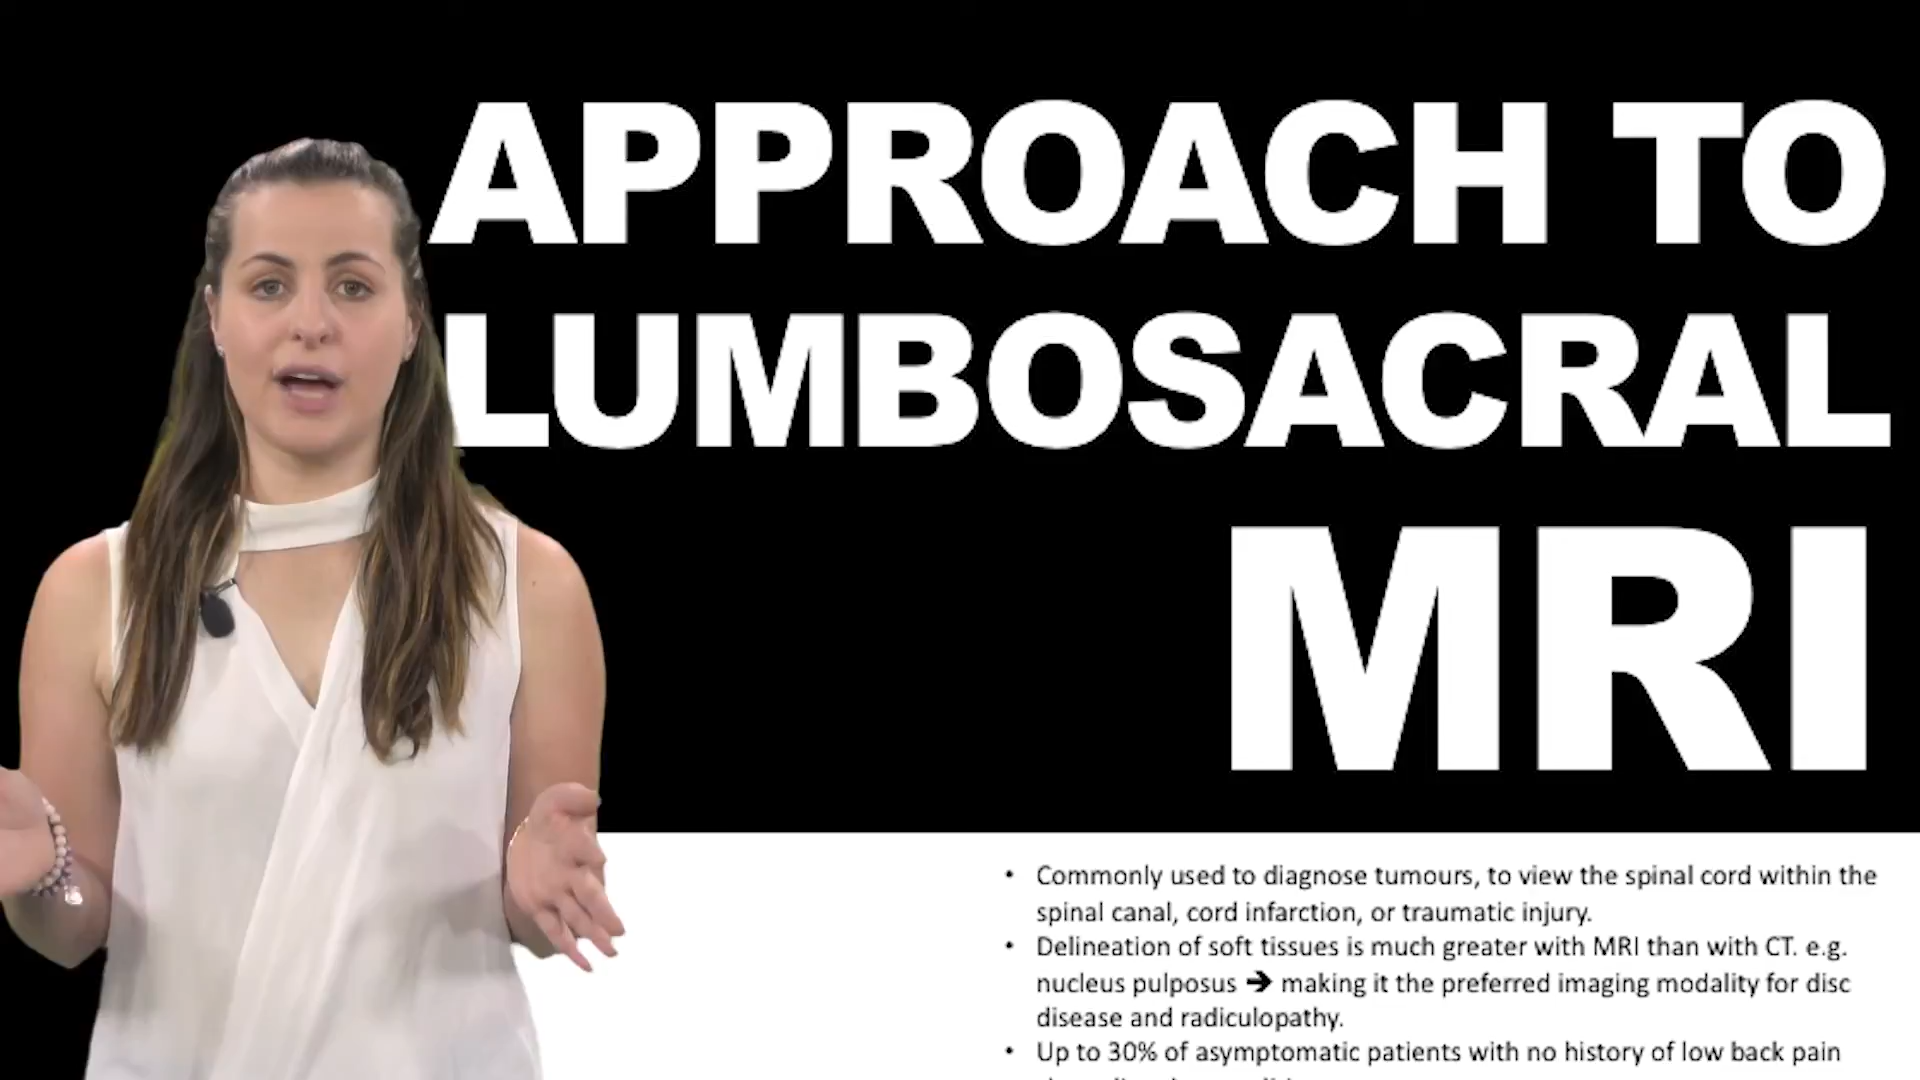 APPROACH TO
LUMBOSACRAL
MRI
• Commonly used to diagnose tumours, to view the spinal cord within the
spinal canal, cord infarction, or traumatic injury.
• Delineation of soft tissues is much greater with MRI than with CT. e.g.
nucleus pulposus ➔ making it the preferred imaging modality for disc
disease and radiculopathy.
• Up to 30% of asymptomatic patients with no history of low back pain